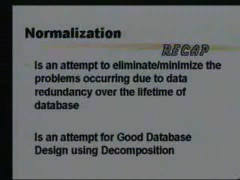 Normalization
RECAP
Is an attempt to eliminate/minimize the
problems occurring due to data
redundancy over the lifetime of
database
Is an attempt for Good Database
Design using Decomposition